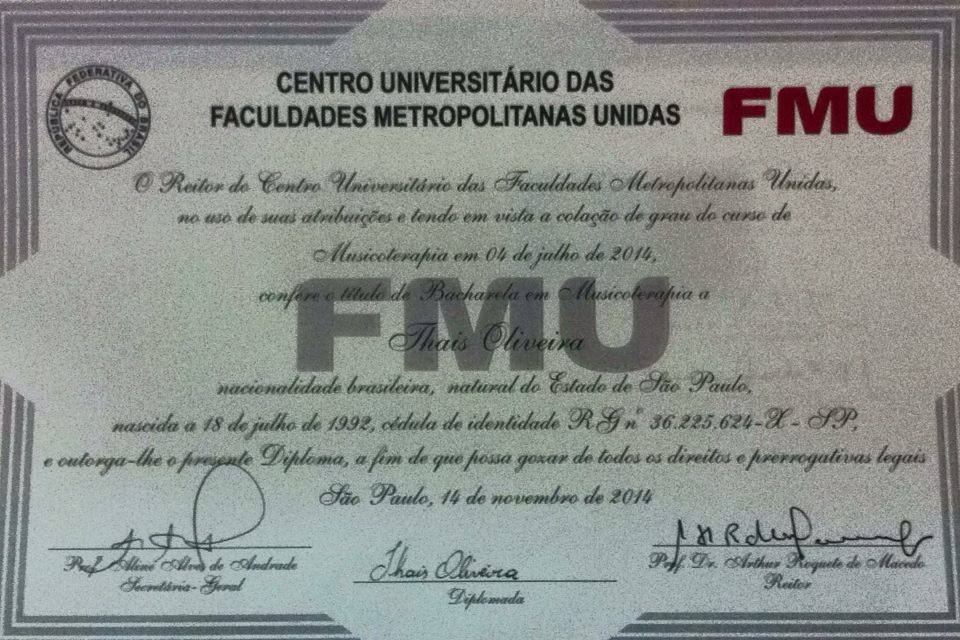 REPÚBLICA FEDERATIVA DO BRASIL
CENTRO UNIVERSITÁRIO DAS
FACULDADES METROPOLITANAS UNIDAS
FMU
O Reitor do Centro Universitário das Faculdades Metropolitanas Unidas,
no uso de suas atribuições e tendo em vista a colação de grau do curso de
Musicoterapia em 04 de julho de 2014,
confere o título de Bacharela em Musicoterapia a
FMU
Thais Oliveira
nacionalidade brasileira, natural do Estado de São Paulo,
nascida a 18 de julho de 1992, cédula de identidade RG nº 36.225.624-X - SP,
e outorga-lhe o presente Diploma, a fim de que possa gozar de todos os direitos e prerrogativas legais
São Paulo, 14 de novembro de 2014
Profª Aline Alves de Andrade
Secretária-Geral
Thais Oliveira
Diplomada
Prof. Dr. Arthur Roquete de Macedo
Reitor